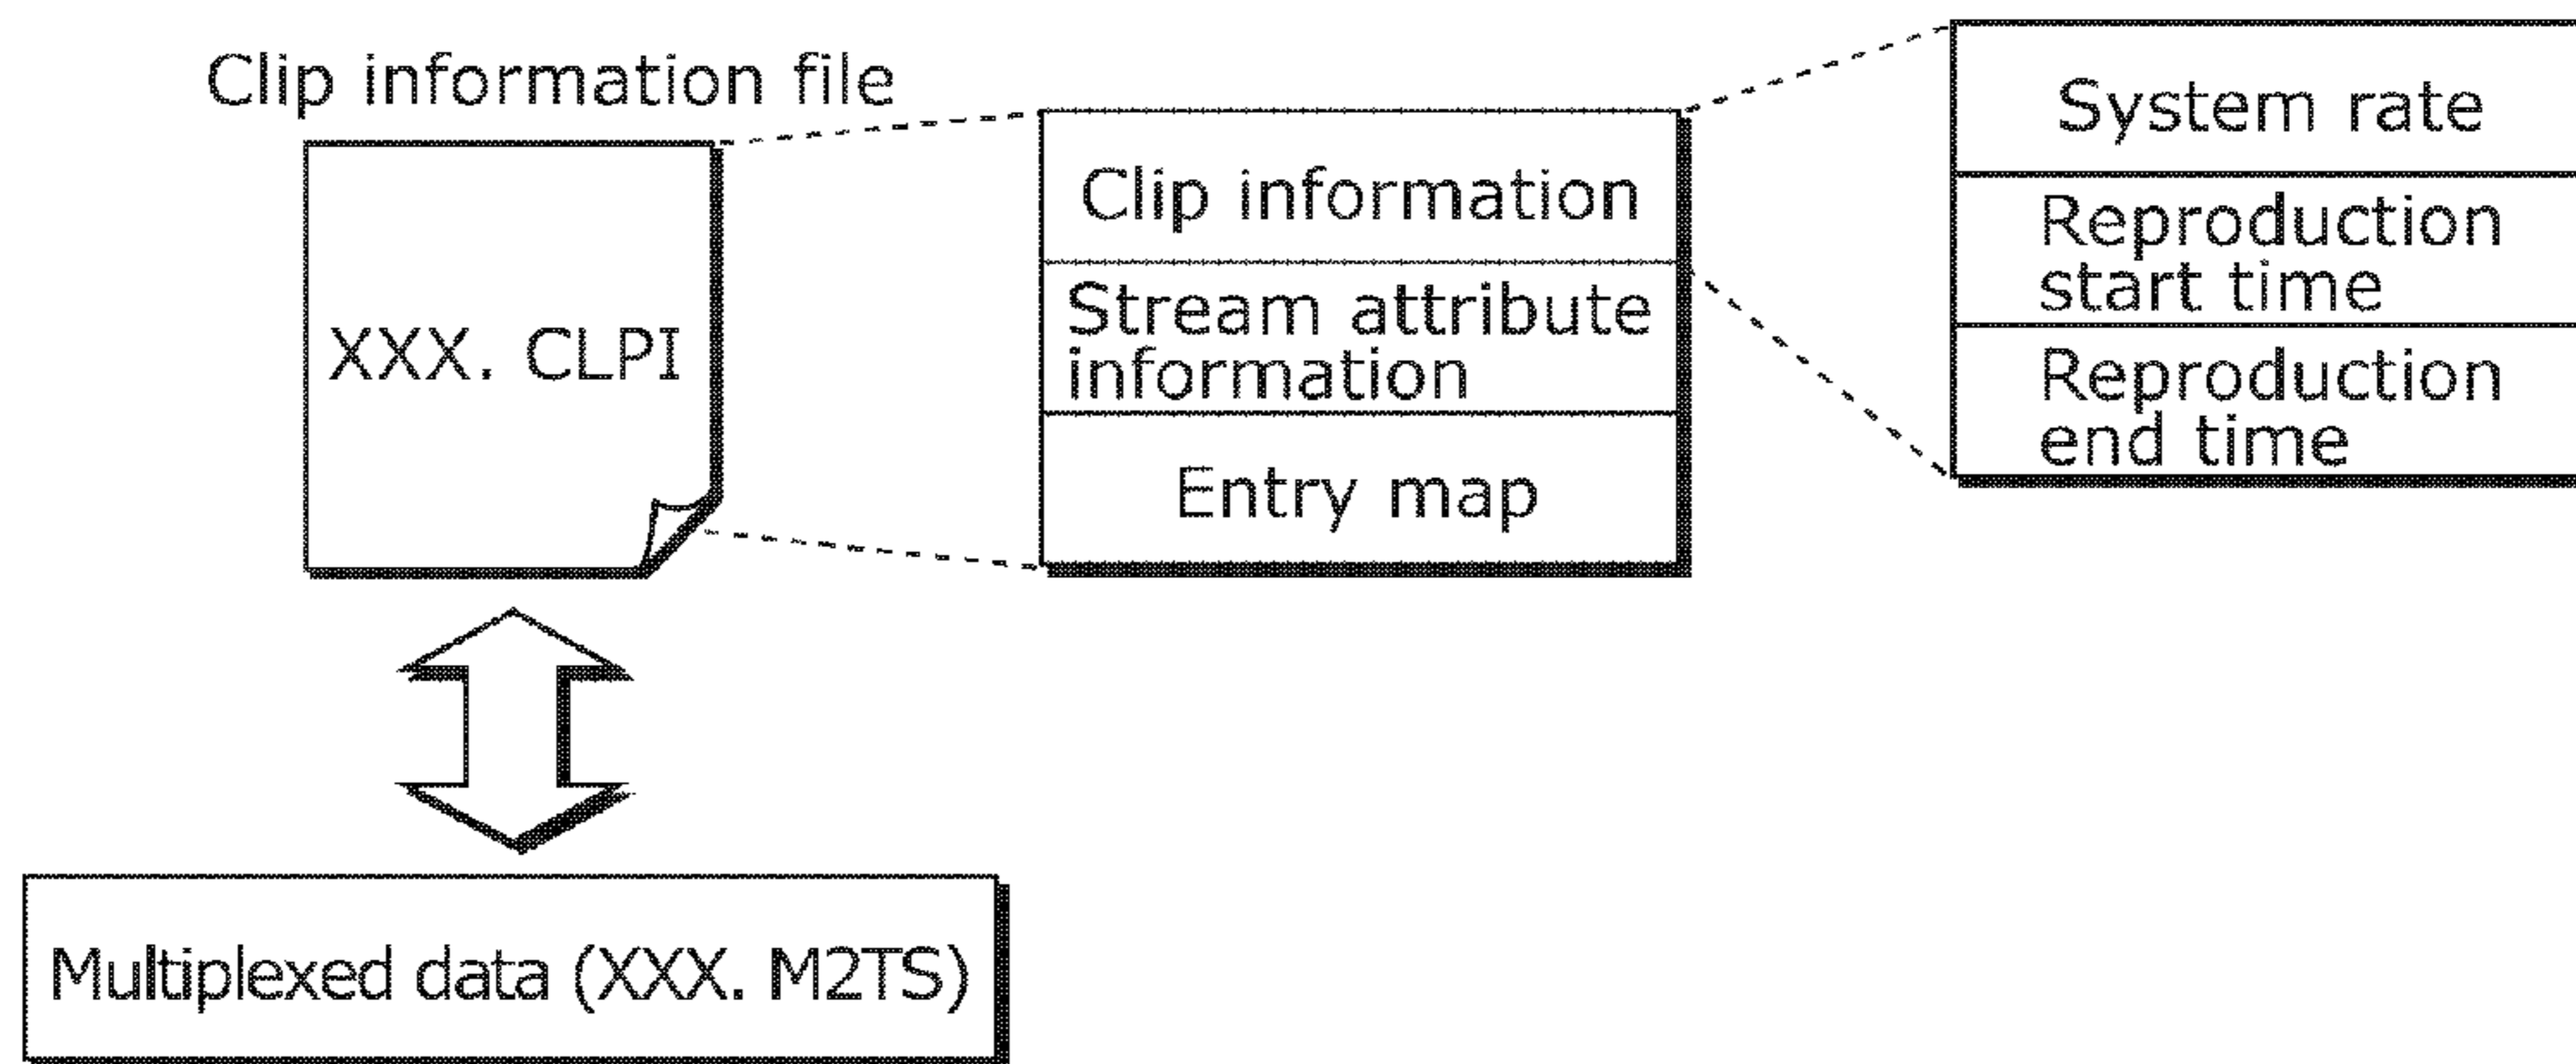 Clip information file
XXX. CLPI
Clip information
Stream attribute
information
Entry map
System rate
Reproduction
start time
Reproduction
end time
Multiplexed data (XXX. M2TS)